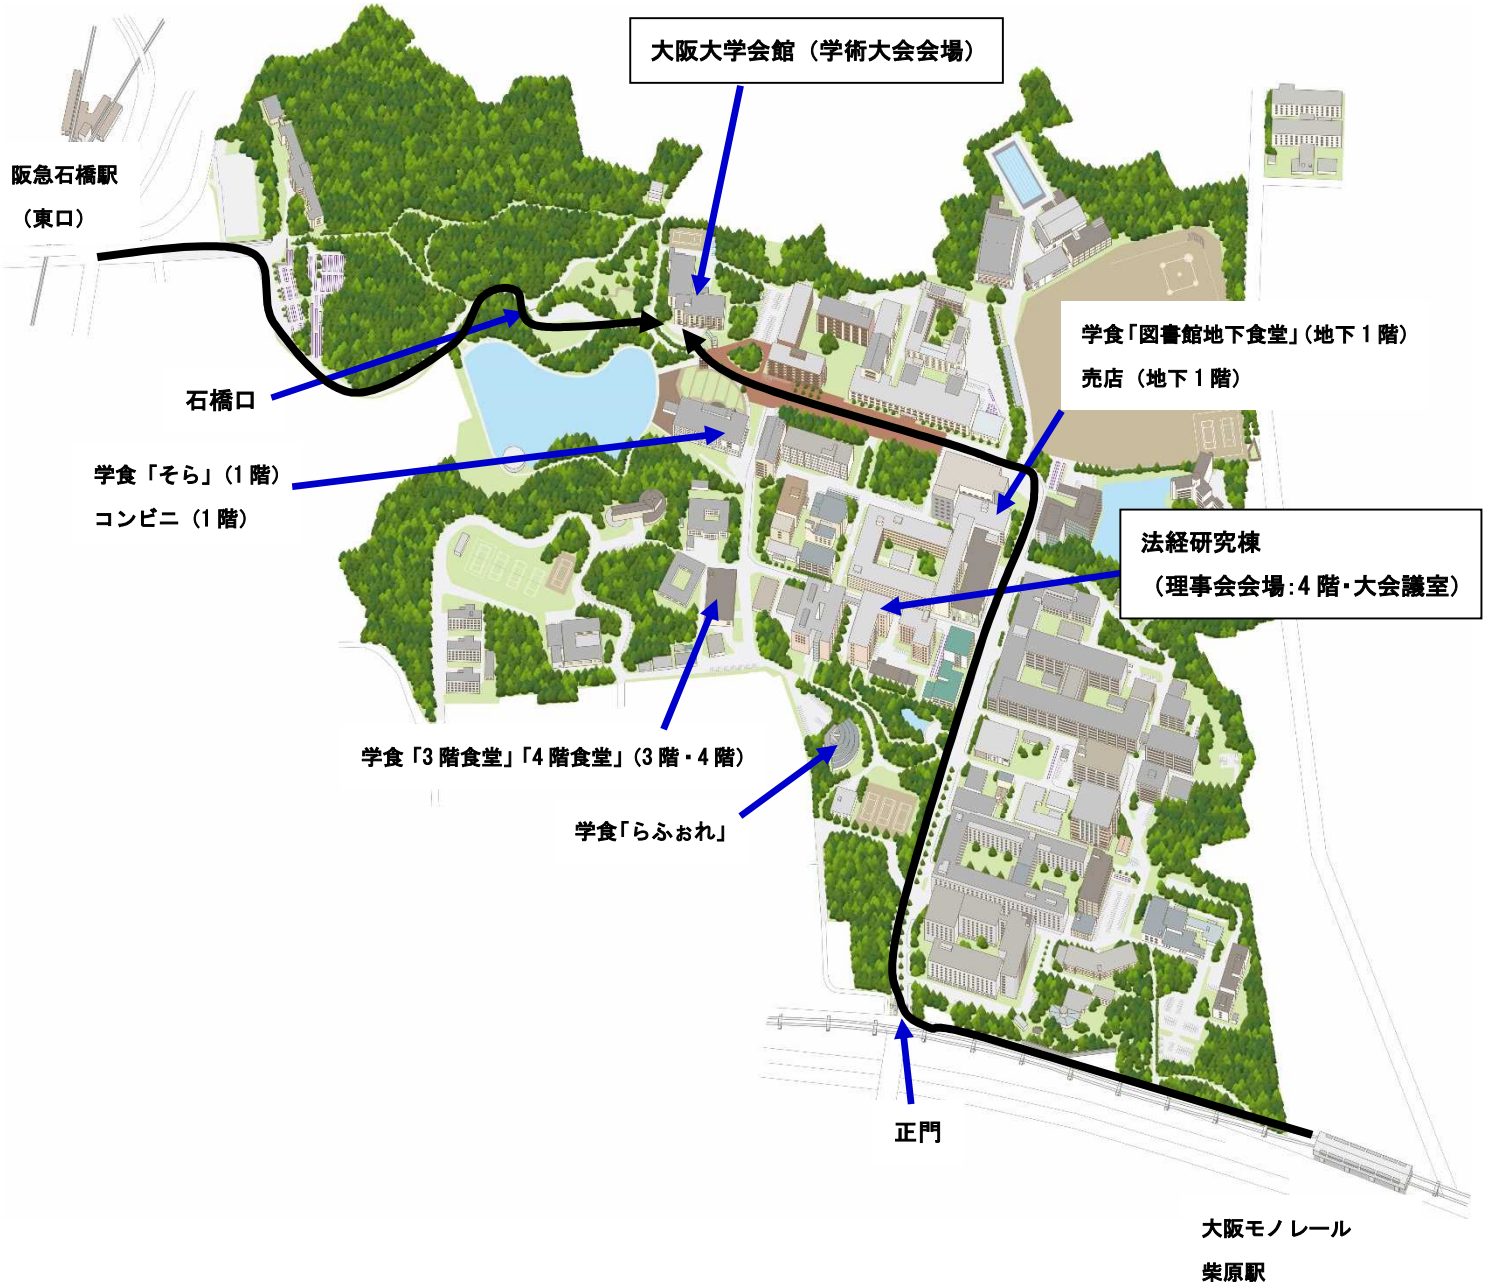 大阪大学会館（学術大会会場）
阪急石橋駅
（東口）
学食「図書館地下食堂」（地下１階）
売店（地下１階）
石橋口
学食「そら」（1 階）
コンビニ（1 階）
法経研究棟
（理事会会場：4 階・大会議室）
学食「3 階食堂」「4 階食堂」（3 階・4 階）
学食「らふぉれ」
正門
大阪モノレール
柴原駅